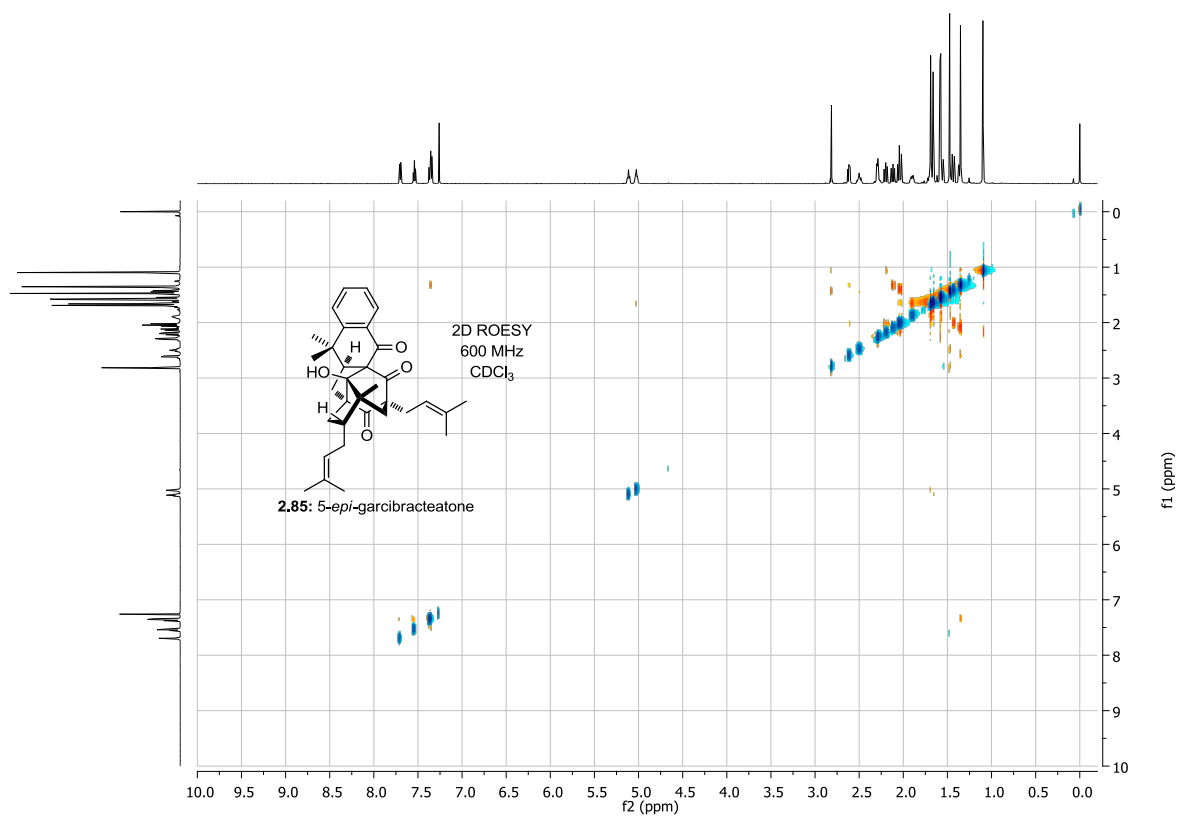 2D ROESY
600 MHz
CDCl3
H
O
HO
O
H
O
2.85: 5-epi-garcibracteatone
0
1
2
3
4
5
6
7
8
9
10
f1 (ppm)
10.0 9.5 9.0 8.5 8.0 7.5 7.0 6.5 6.0 5.5 5.0 4.5 4.0 3.5 3.0 2.5 2.0 1.5 1.0 0.5 0.0
f2 (ppm)